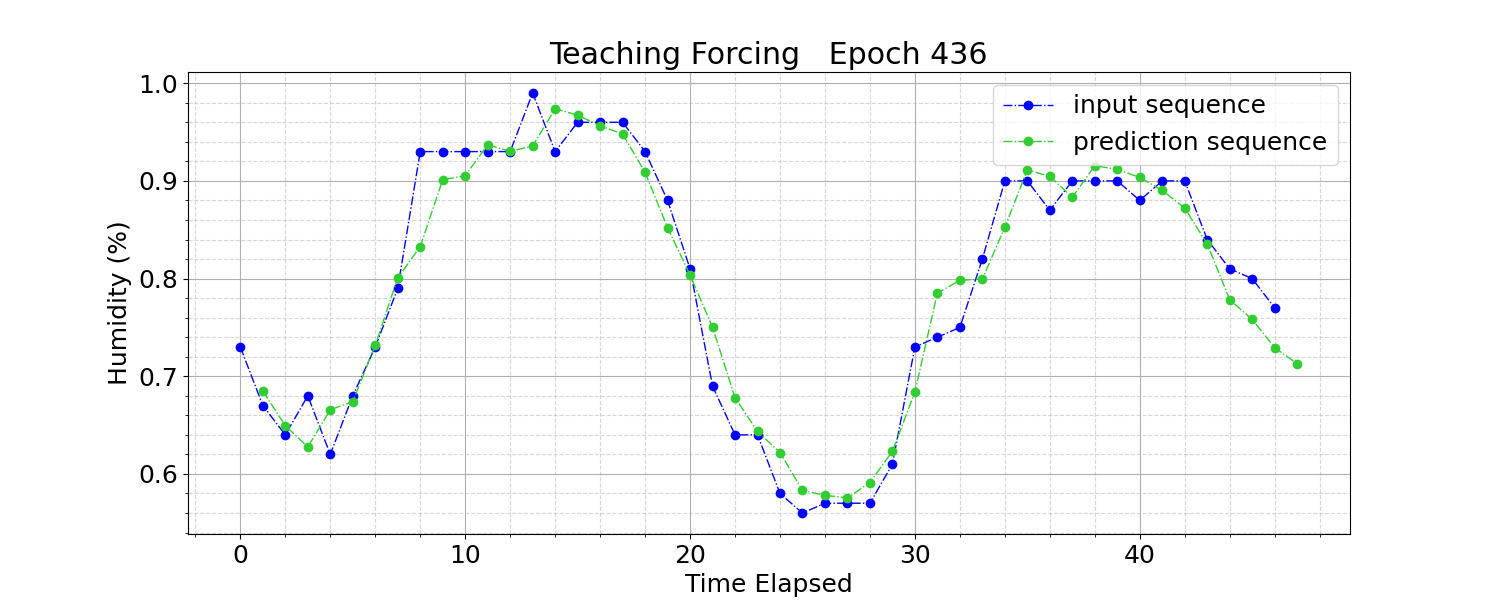 Teaching Forcing   Epoch 436
input sequence
prediction sequence
Humidity (%)
1.0
0.9
0.8
0.7
0.6
0 10 20 30 40
Time Elapsed